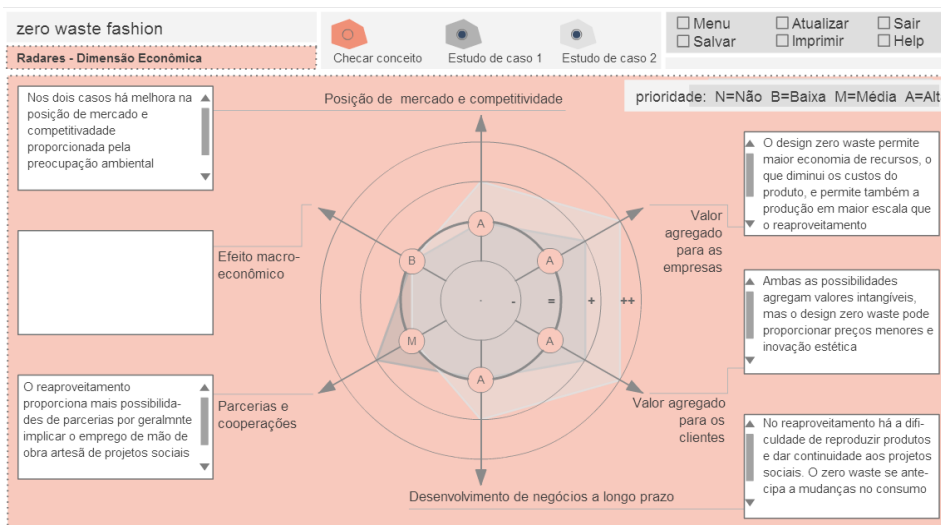 zero waste fashion
Radares - Dimensão Econômica
Checar conceito
Estudo de caso 1
Estudo de caso 2
Menu
Atualizar
Sair
Salvar
Imprimir
Help
prioridade: N=Não B=Baixa M=Média A=Alt
Nos dois casos há melhora na
posição de mercado e
competitivadade
proporcionada pela
preocupação ambiental
Posição de mercado e competitividade
O design zero waste permite
maior economia de recursos, o
que diminui os custos do
produto, e permite também a
produção em maior escala que
o reaproveitamento
Valor
agregado
para as
empresas
Efeito macro-
econômico
A
B
A
- = + ++
M
A
A
Ambas as possibilidades
agregam valores intangíveis,
mas o design zero waste pode
proporcionar preços menores e
inovação estética
O reaproveitamento
proporciona mais possibilida-
des de parcerias por geralmnte
implicar o emprego de mão de
obra artesã de projetos sociais
Parcerias e
cooperações
Valor agregado
para os
clientes
No reaproveitamento há a difi-
culdade de reproduzir produtos
e dar continuidade aos projetos
sociais. O zero waste se ante-
cipa a mudanças no consumo
Desenvolvimento de negócios a longo prazo